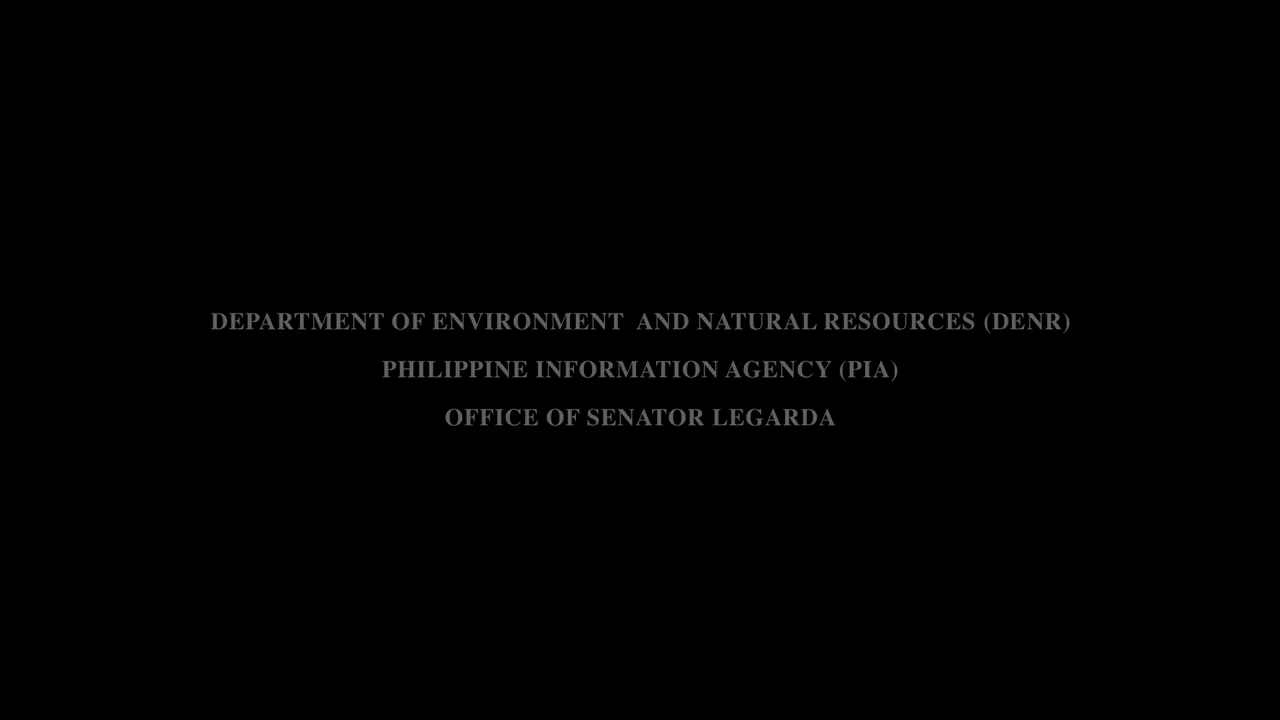 DEPARTMENT OF ENVIRONMENT  AND NATURAL RESOURCES (DENR)
PHILIPPINE INFORMATION AGENCY (PIA)
OFFICE OF SENATOR LEGARDA